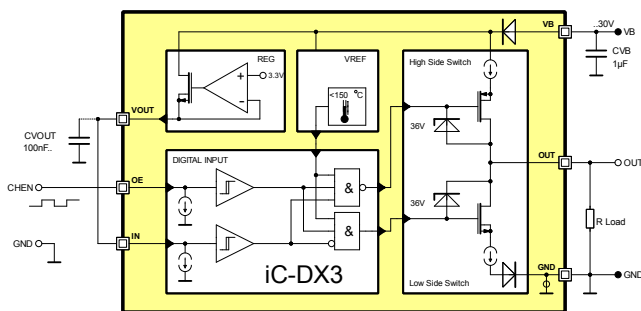 ..30V
VB
VB
CVB
1µF
REG
VREF
High Side Switch
3.3V
+
-
<150 °C
VOUT
CVOUT
100nF..
36V
DIGITAL INPUT
OUT
OUT
CHEN
OE
&
36V
R Load
&
GND
IN
iC-DX3
GND
GND
Low Side Switch